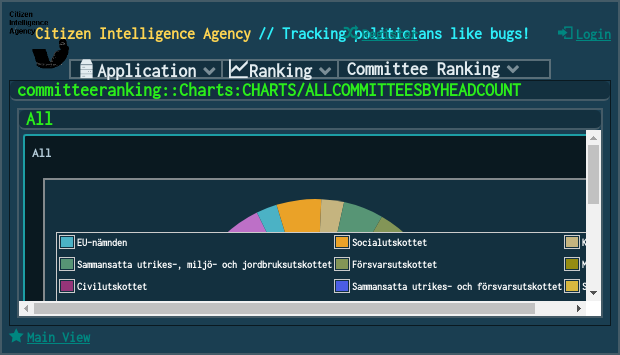 Citizen
Intelligence
Agency
Citizen Intelligence Agency // Tracking politicians like bugs!
Register
Login
Application
Ranking
Committee Ranking
committeeranking::Charts:CHARTS/ALLCOMMITTEESBYHEADCOUNT
All
All
EU-nämnden
Socialutskottet
K
Sammansatta utrikes-, miljö- och jordbruksutskottet
Försvarsutskottet
M
Civilutskottet
Sammansatta utrikes- och försvarsutskottet
S
Main View